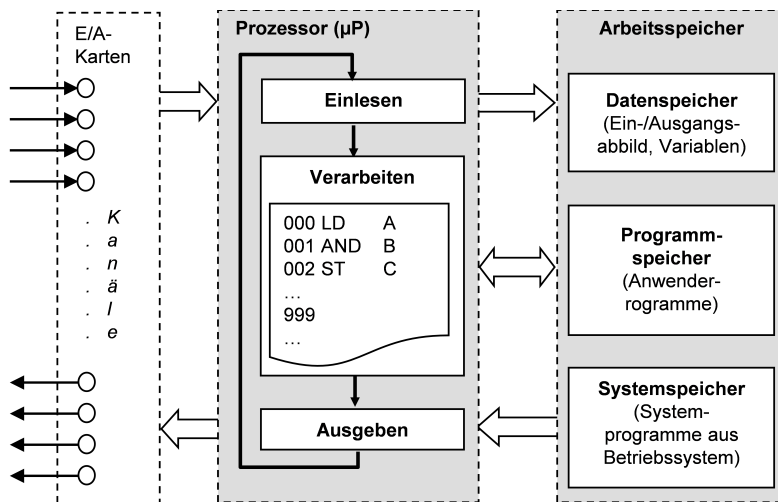 E/A-
Karten
. K
. a
. n
. ä
. l
. e
Prozessor (µP)
Einlesen
Verarbeiten
000 LD A
001 AND B
002 ST C
...
999
...
Ausgeben
Arbeitsspeicher
Datenspeicher
(Ein-/Ausgangs-
abbild, Variablen)
Programm-
speicher
(Anwender-
rogramme)
Systemspeicher
(System-
programme aus
Betriebssystem)